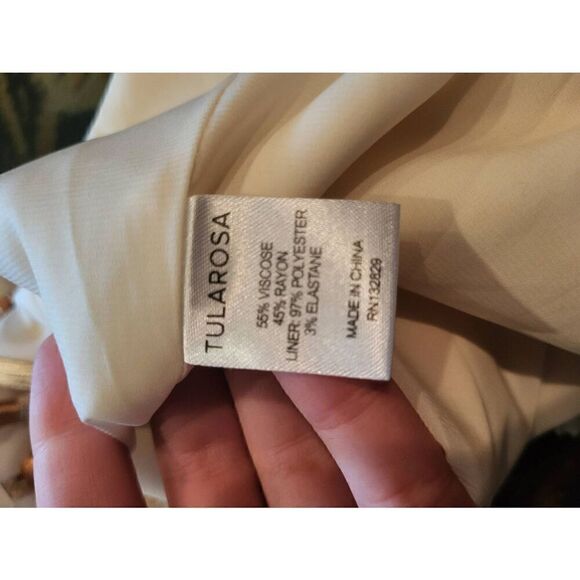 TULAROSA
55% VISCOSE
45% RAYON
LINER: 97% POLYESTER
3% ELASTANE
MADE IN CHINA
RN132829